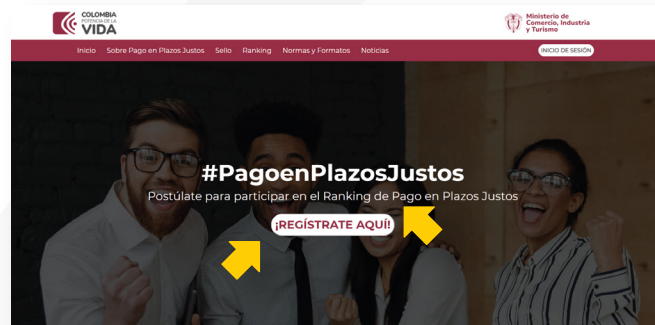 COLOMBIA
POTENCIA DE LA
VIDA
Ministerio de
Comercio, Industria
y Turismo
Inicio Sobre Pago en Plazos Justos Sello Ranking Normas y Formatos Noticias INICIO DE SESIÓN
#PagoenPlazosJustos
Postúlate para participar en el Ranking de Pago en Plazos Justos
¡REGÍSTRATE AQUÍ!